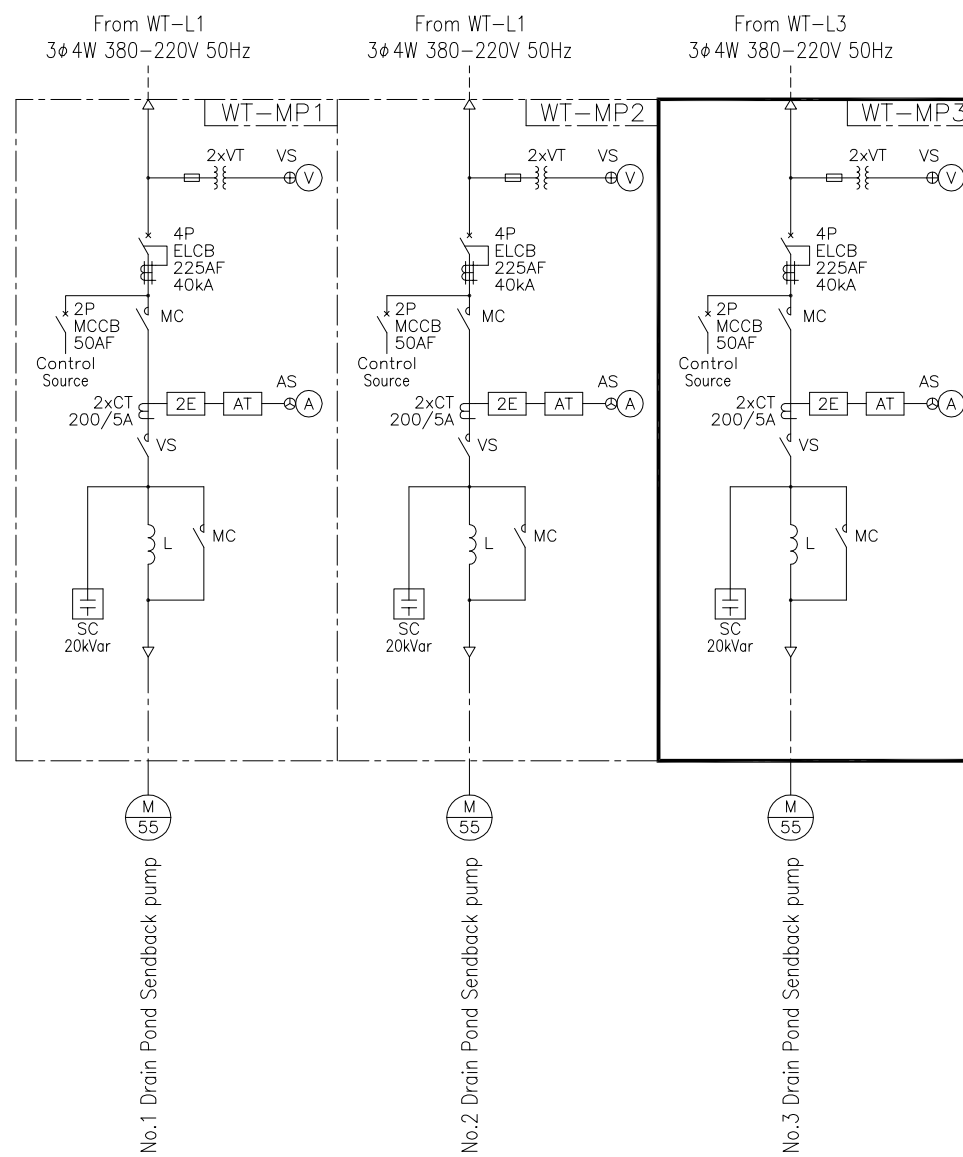 From WT-L1
3φ4W 380-220V 50Hz
WT-MP1
2xVT
VS
V
4P
ELCB
225AF
40kA
2P
MCCB
50AF
MC
Control
Source
2xCT
200/5A
2E
AT
AS
A
VS
L
MC
SC
20kVar
M
55
No.1 Drain Pond Sendback pump
From WT-L1
3φ4W 380-220V 50Hz
WT-MP2
2xVT
VS
V
4P
ELCB
225AF
40kA
2P
MCCB
50AF
MC
Control
Source
2xCT
200/5A
2E
AT
AS
A
VS
L
MC
SC
20kVar
M
55
No.2 Drain Pond Sendback pump
From WT-L3
3φ4W 380-220V 50Hz
WT-MP3
2xVT
VS
V
4P
ELCB
225AF
40kA
2P
MCCB
50AF
MC
Control
Source
2xCT
200/5A
2E
AT
AS
A
VS
L
MC
SC
20kVar
M
55
No.3 Drain Pond Sendback pump